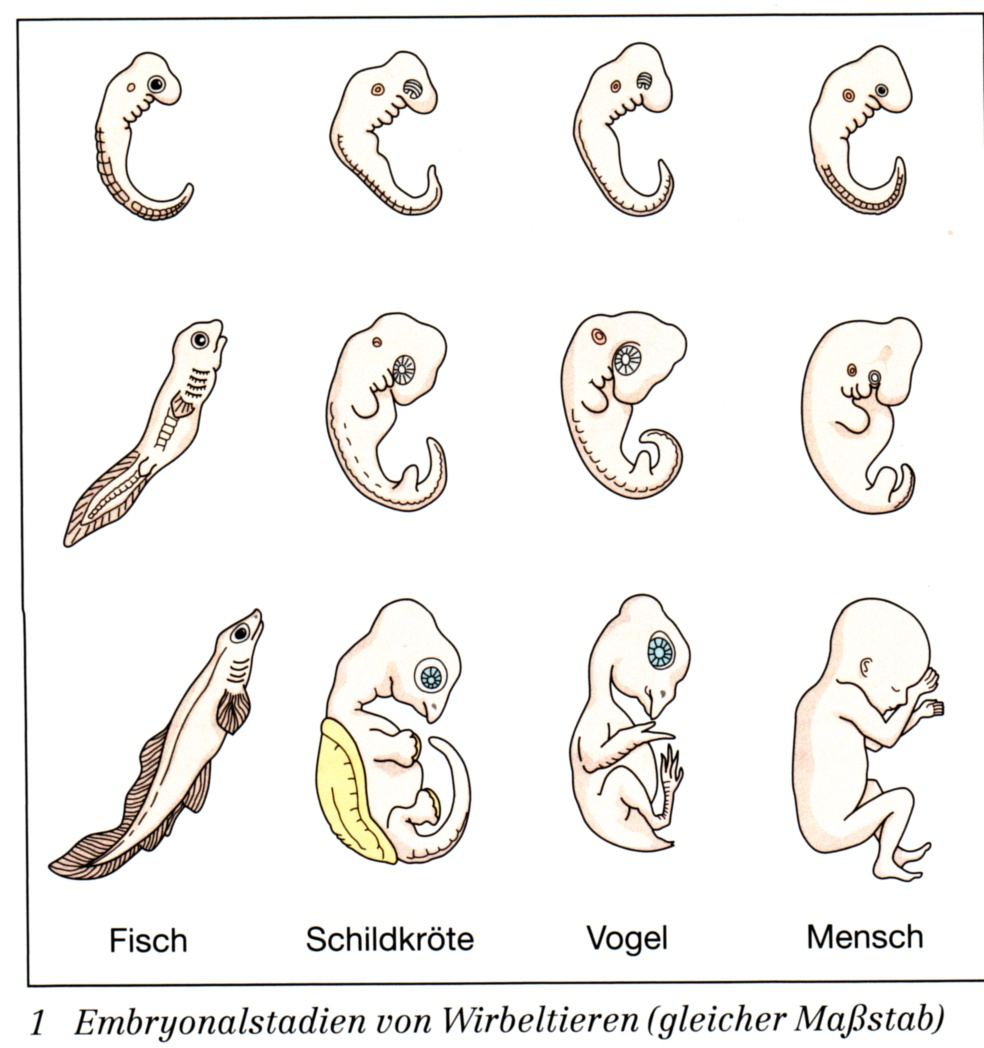 Fisch Schildkröte Vogel Mensch
1 Embryonalstadien von Wirbeltieren (gleicher Maßstab)